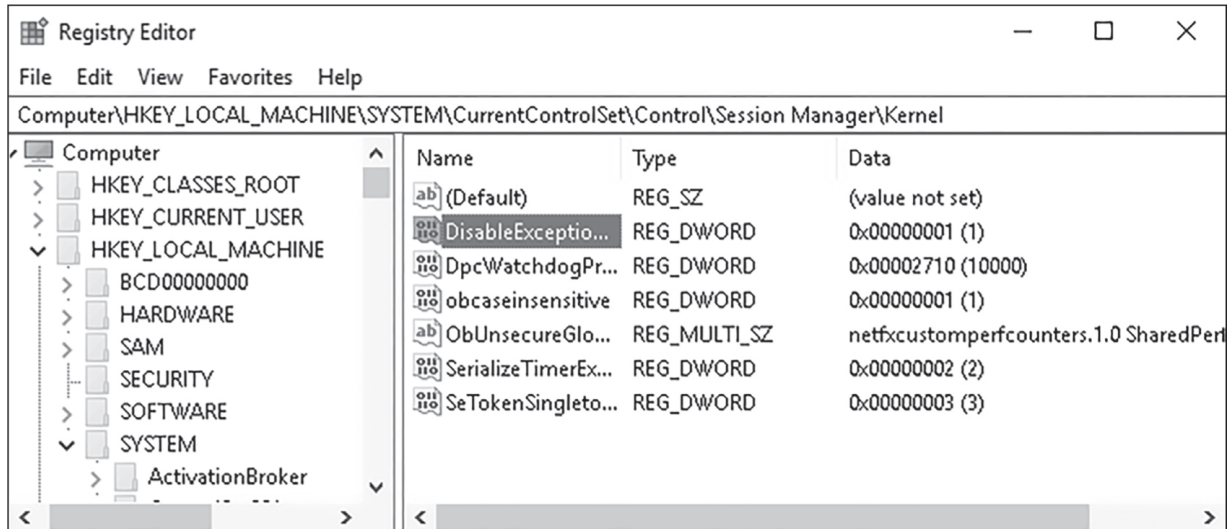 Registry Editor
File Edit View Favorites Help
Computer\HKEY_LOCAL_MACHINE\SYSTEM\CurrentControlSet\Control\Session Manager\Kernel
Computer
HKEY_CLASSES_ROOT
HKEY_CURRENT_USER
HKEY_LOCAL_MACHINE
BCD00000000
HARDWARE
SAM
SECURITY
SOFTWARE
SYSTEM
ActivationBroker
Name Type Data
(Default) REG_SZ (value not set)
DisableExceptio... REG_DWORD 0x00000001 (1)
DpcWatchdogPr... REG_DWORD 0x00002710 (10000)
obcaseinsensitive REG_DWORD 0x00000001 (1)
ObUnsecureGlo... REG_MULTI_SZ netfxcustomperfcounters.1.0 SharedPerf
SerializeTimerEx... REG_DWORD 0x00000002 (2)
SeTokenSingleto... REG_DWORD 0x00000003 (3)